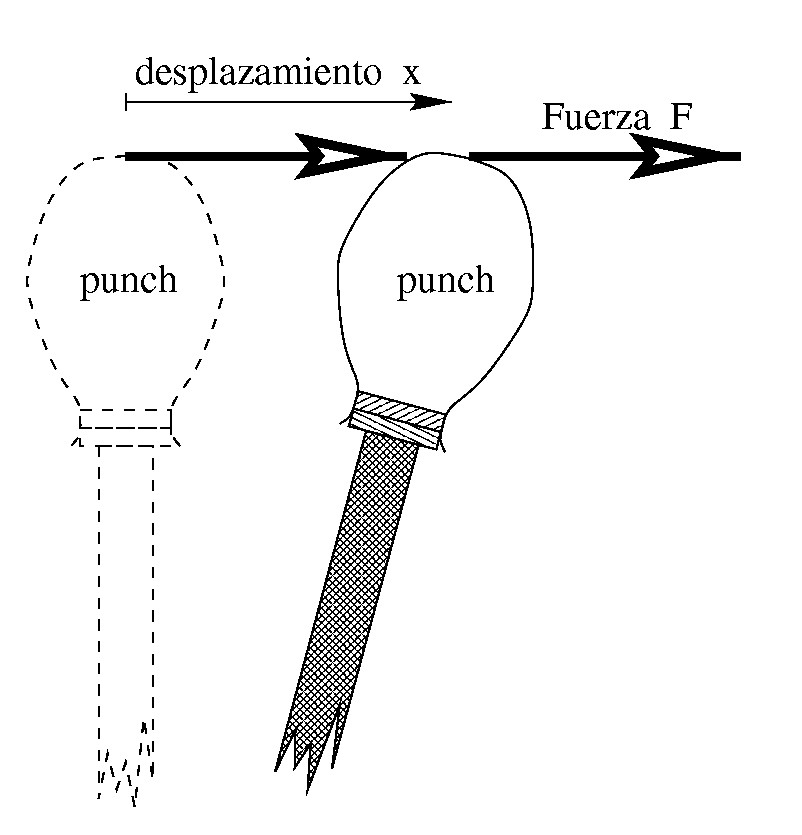 desplazamiento x
Fuerza F
punch
punch